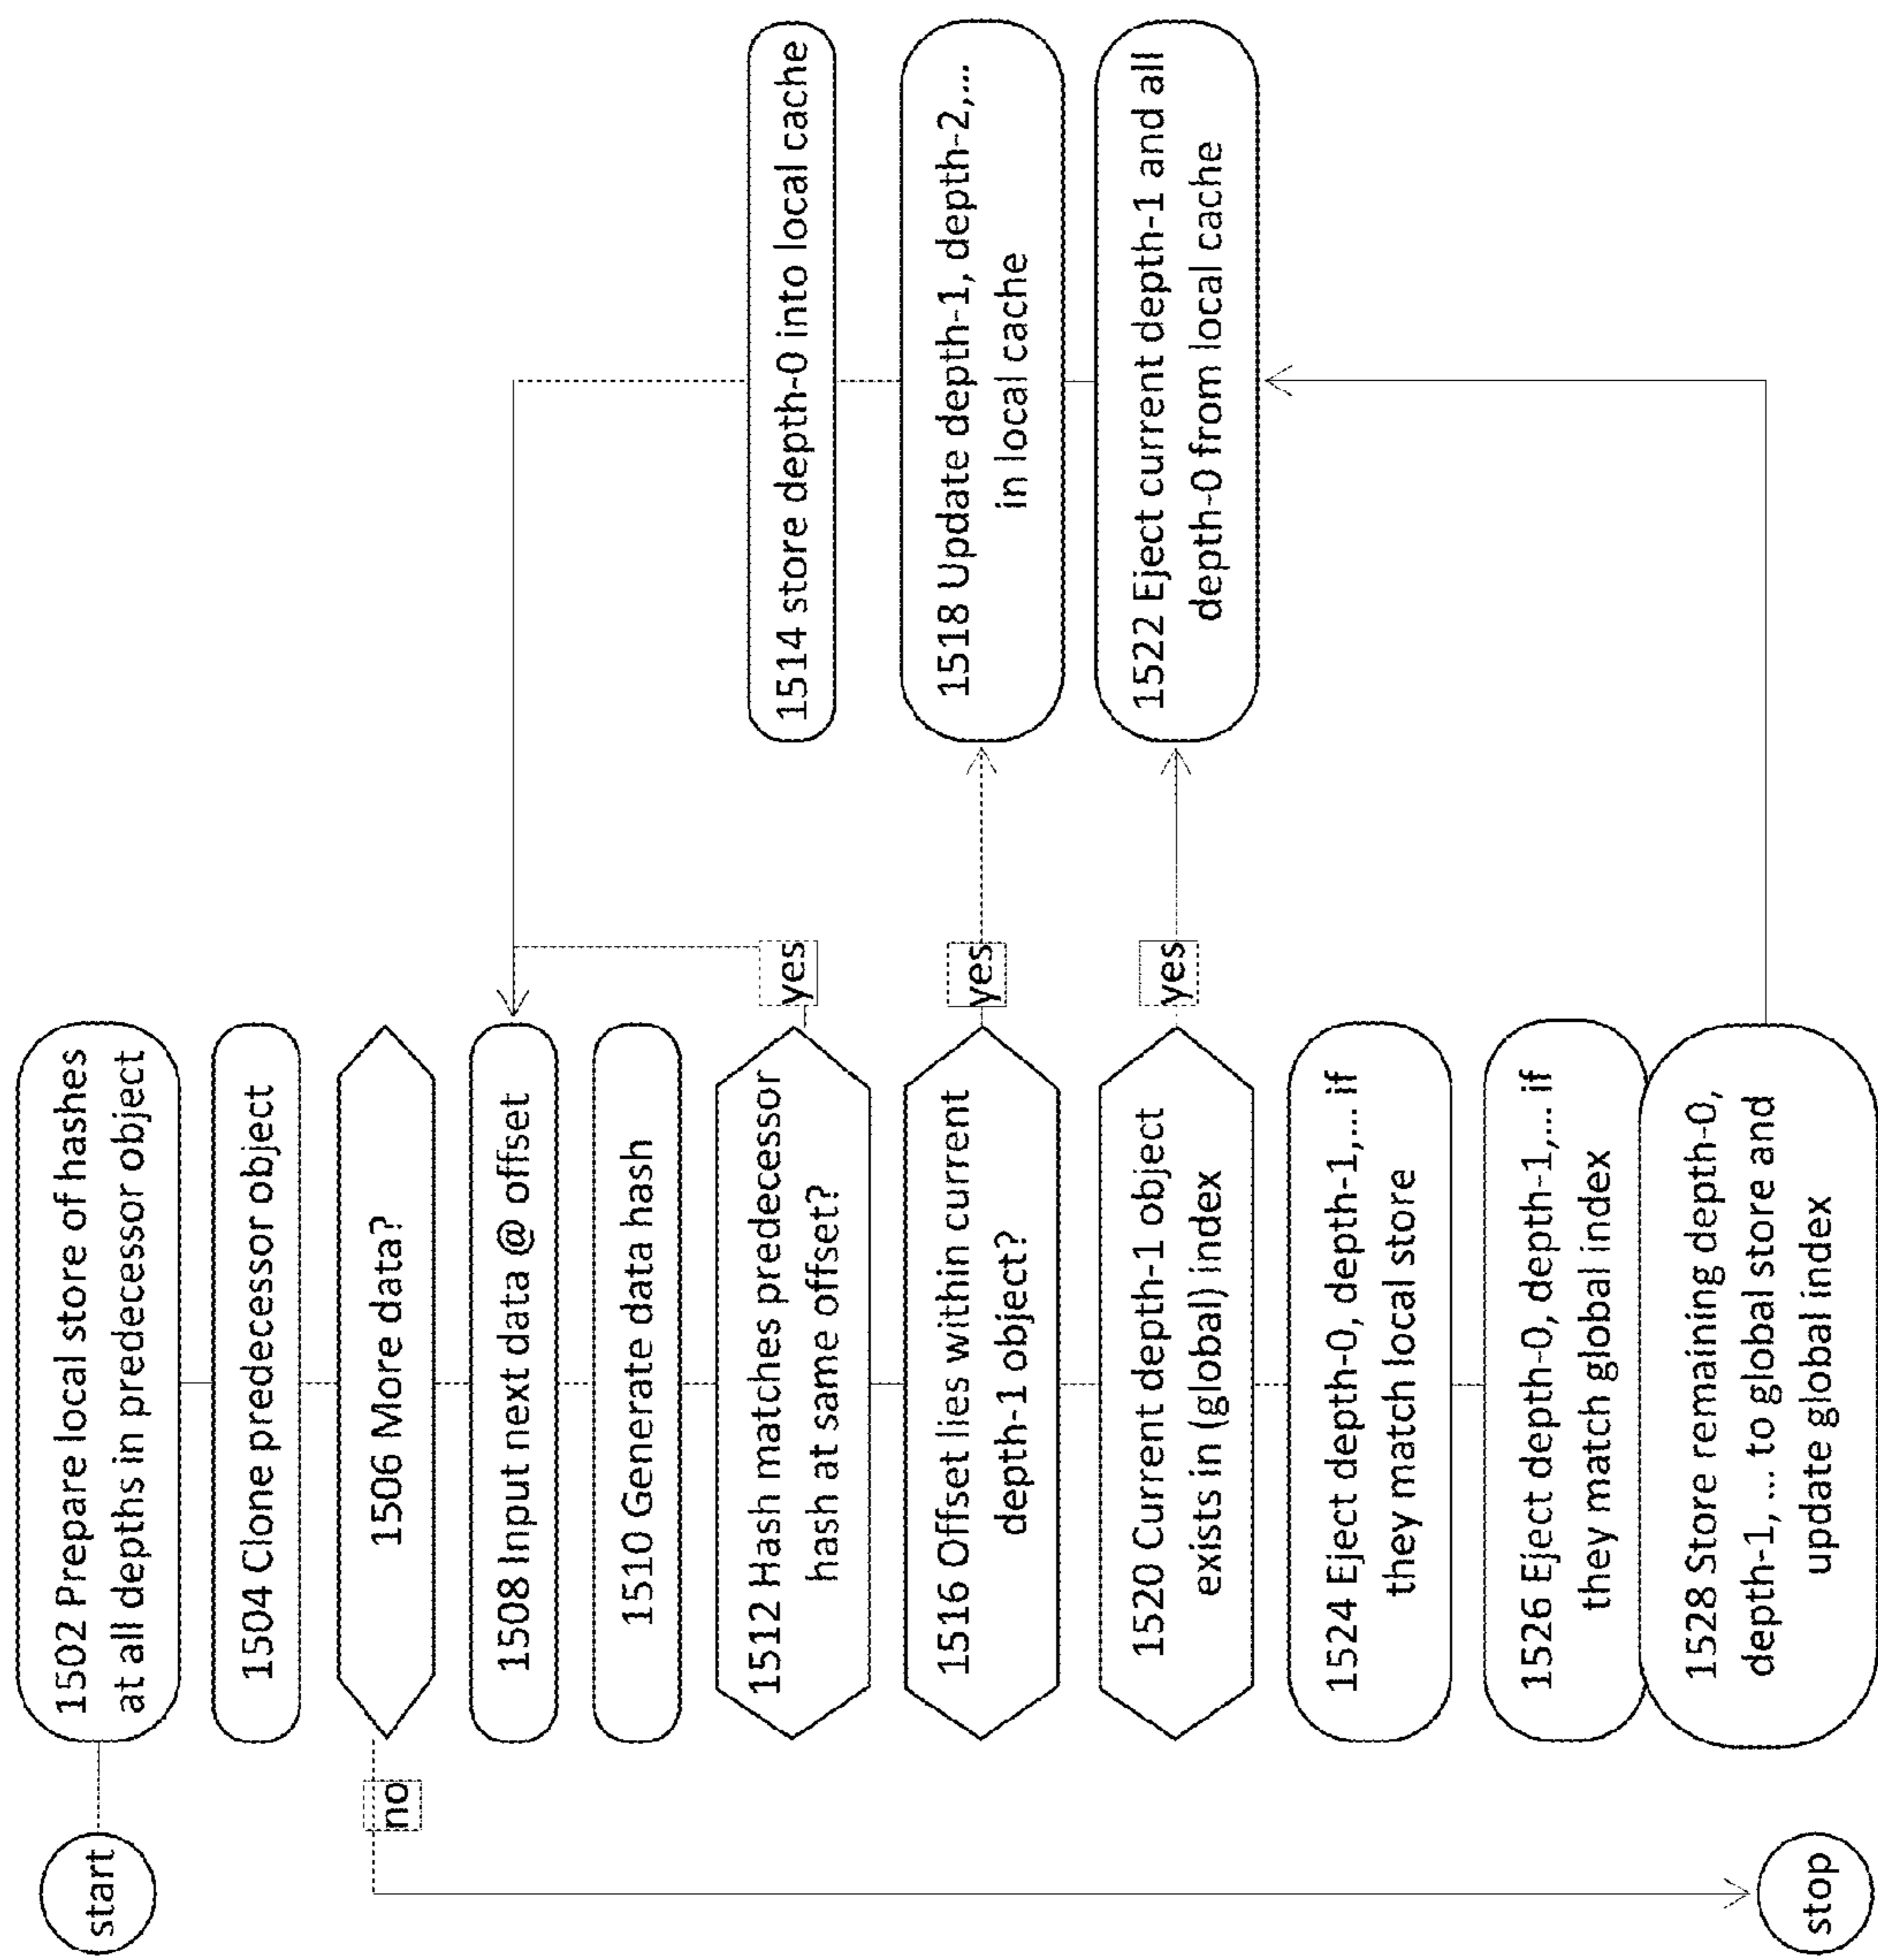 start
1502 Prepare local store of hashes
at all depths in predecessor object
1504 Clone predecessor object
1506 More data?
no
1508 Input next data @ offset
1510 Generate data hash
1512 Hash matches predecessor
hash at same offset?
yes
1514 store depth-0 into local cache
1516 Offset lies within current
depth-1 object?
yes
1518 Update depth-1, depth-2,...
in local cache
1520 Current depth-1 object
exists in (global) index
yes
1522 Eject current depth-1 and all
depth-0 from local cache
1524 Eject depth-0, depth-1,... if
they match local store
1526 Eject depth-0, depth-1,... if
they match global index
1528 Store remaining depth-0,
depth-1, ... to global store and
update global index
stop